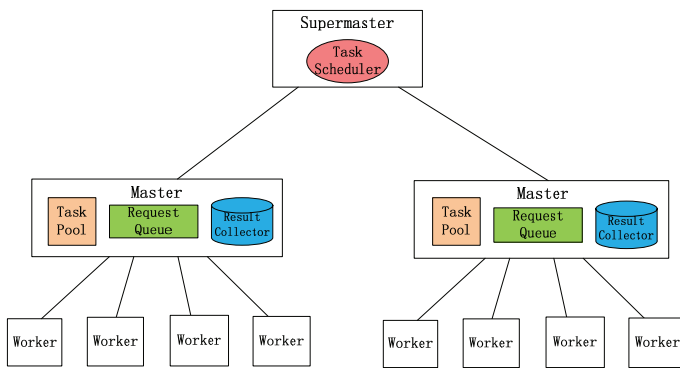 Supermaster
Task
Scheduler
Master
Task
Pool
Request
Queue
Result
Collector
Master
Task
Pool
Request
Queue
Result
Collector
Worker
Worker
Worker
Worker
Worker
Worker
Worker
Worker